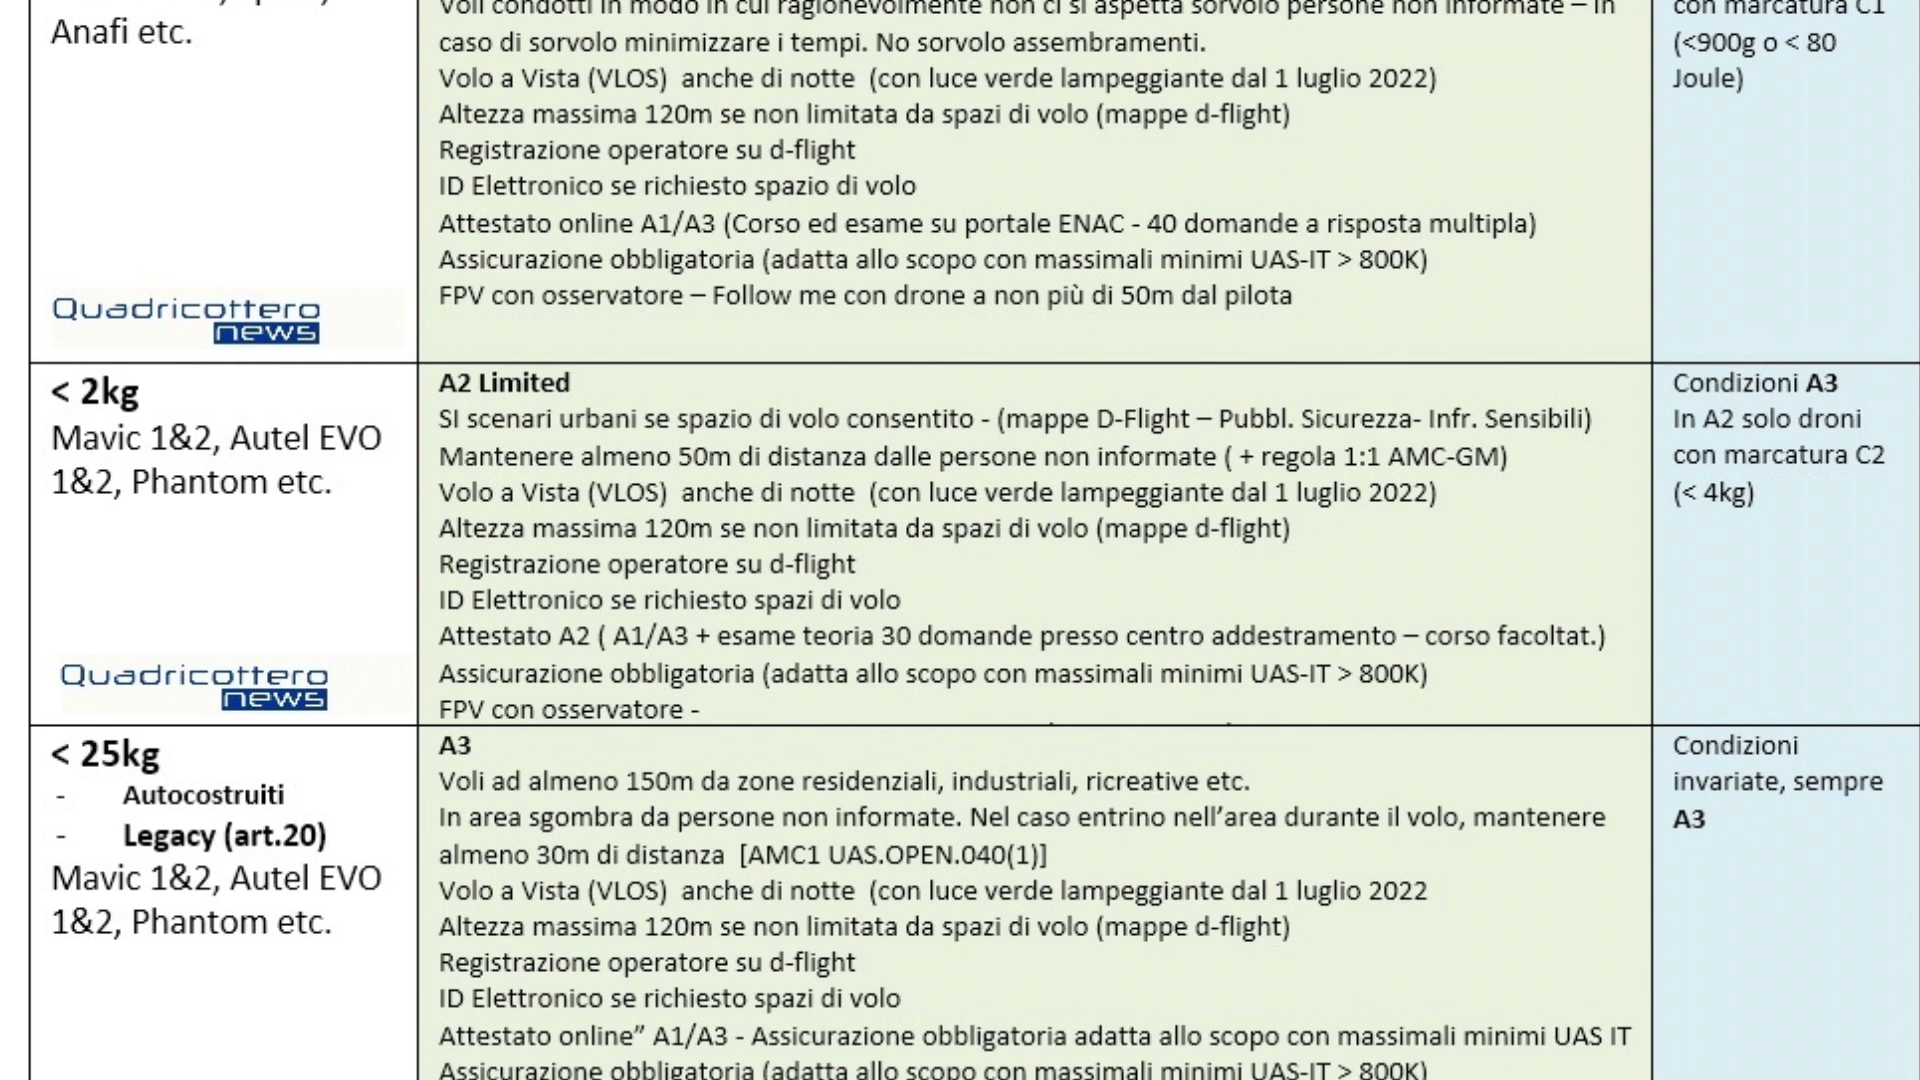 Anafi etc.
Voli condotti in modo in cui ragionevolmente non ci si aspetta sorvolo persone non informate – In
caso di sorvolo minimizzare i tempi. No sorvolo assembramenti.
Volo a Vista (VLOS)  anche di notte  (con luce verde lampeggiante dal 1 luglio 2022)
Altezza massima 120m se non limitata da spazi di volo (mappe d-flight)
Registrazione operatore su d-flight
ID Elettronico se richiesto spazio di volo
Attestato online A1/A3 (Corso ed esame su portale ENAC - 40 domande a risposta multipla)
Assicurazione obbligatoria (adatta allo scopo con massimali minimi UAS-IT > 800K)
FPV con osservatore – Follow me con drone a non più di 50m dal pilota
con marcatura C1
(<900g o < 80
Joule)
Quadricottero
news
< 2kg
Mavic 1&2, Autel EVO
1&2, Phantom etc.
Quadricottero
news
A2 Limited
SI scenari urbani se spazio di volo consentito - (mappe D-Flight – Pubbl. Sicurezza- Infr. Sensibili)
Mantenere almeno 50m di distanza dalle persone non informate ( + regola 1:1 AMC-GM)
Volo a Vista (VLOS)  anche di notte  (con luce verde lampeggiante dal 1 luglio 2022)
Altezza massima 120m se non limitata da spazi di volo (mappe d-flight)
Registrazione operatore su d-flight
ID Elettronico se richiesto spazi di volo
Attestato A2 ( A1/A3 + esame teoria 30 domande presso centro addestramento – corso facoltat.)
Assicurazione obbligatoria (adatta allo scopo con massimali minimi UAS-IT > 800K)
FPV con osservatore -
Condizioni A3
In A2 solo droni
con marcatura C2
(< 4kg)
< 25kg
- Autocostruiti
- Legacy (art.20)
Mavic 1&2, Autel EVO
1&2, Phantom etc.
A3
Voli ad almeno 150m da zone residenziali, industriali, ricreative etc.
In area sgombra da persone non informate. Nel caso entrino nell’area durante il volo, mantenere
almeno 30m di distanza  [AMC1 UAS.OPEN.040(1)]
Volo a Vista (VLOS)  anche di notte  (con luce verde lampeggiante dal 1 luglio 2022
Altezza massima 120m se non limitata da spazi di volo (mappe d-flight)
Registrazione operatore su d-flight
ID Elettronico se richiesto spazi di volo
Attestato online” A1/A3 - Assicurazione obbligatoria adatta allo scopo con massimali minimi UAS IT
Assicurazione obbligatoria (adatta allo scopo con massimali minimi UAS-IT > 800K)
Condizioni
invariate, sempre
A3